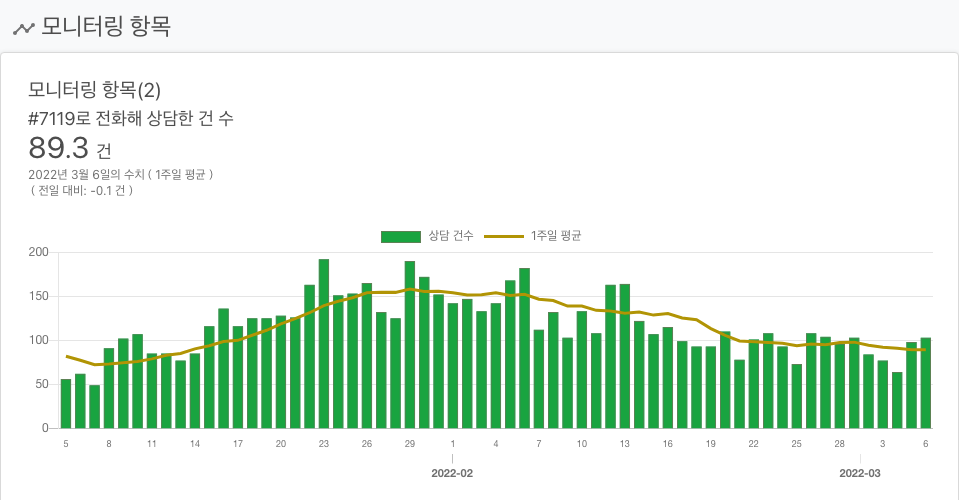 모니터링 항목
모니터링 항목(2)
#7119로 전화해 상담한 건 수
89.3 건
2022년 3월 6일의 수치 ( 1주일 평균 )
( 전일 대비: -0.1 건 )
상담 건수 1주일 평균
200
150
100
50
0
5 8 11 14 17 20 23 26 29 1 4 7 10 13 16 19 22 25 28 3 6
2022-02 2022-03